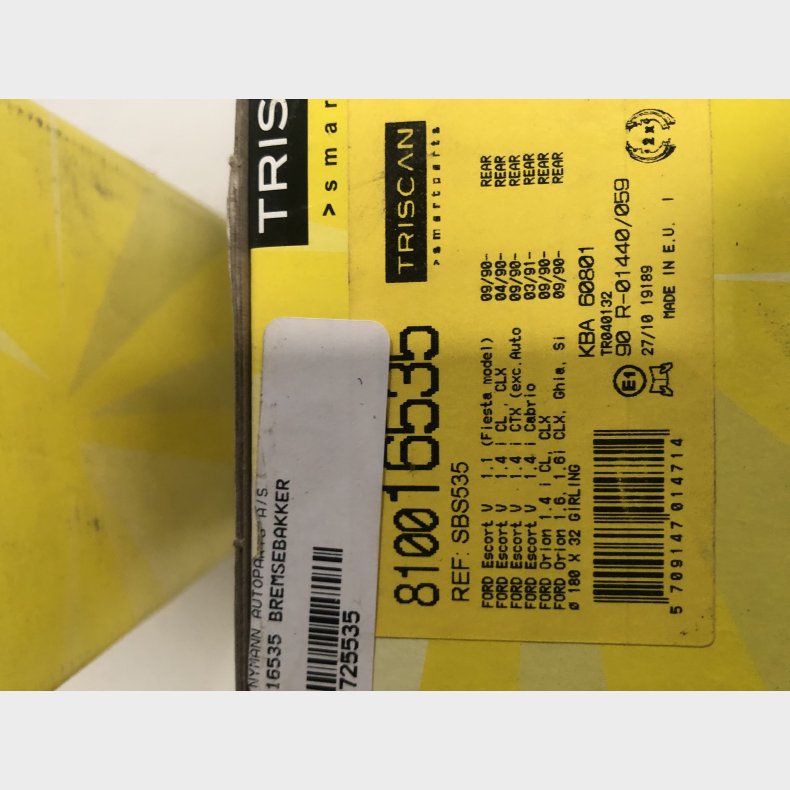 TRIS
>smar
TRISCAN
>smartparts
810016535
REF: SBS535
FORD Escort V 1.1 (Fiesta model) 09/90- REAR
FORD Escort V 1.4 i CL, CLX 04/90- REAR
FORD Escort V 1.4 i CTX (exc.Auto 09/90- REAR
FORD Escort V 1.4 i Cabrio 03/91- REAR
FORD Orion 1.4 i CL, CLX 09/90- REAR
FORD Orion 1.6, 1.6i CLX, Ghia, Si 09/90- REAR
Ø 180 X 32 GIRLING
KBA 60801
TR040132
E1 90 R-01440/059
27/10 19189
MADE IN E.U. I
2x
5 709147 014714
NYMANN AUTOPARTS A/S
16535 BREMSEBAKKER
725535